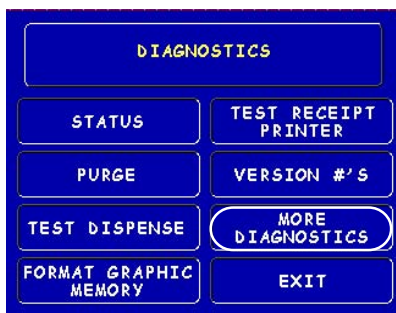 DIAGNOSTICS
STATUS
TEST RECEIPT
PRINTER
PURGE
VERSION #'S
TEST DISPENSE
MORE
DIAGNOSTICS
FORMAT GRAPHIC
MEMORY
EXIT